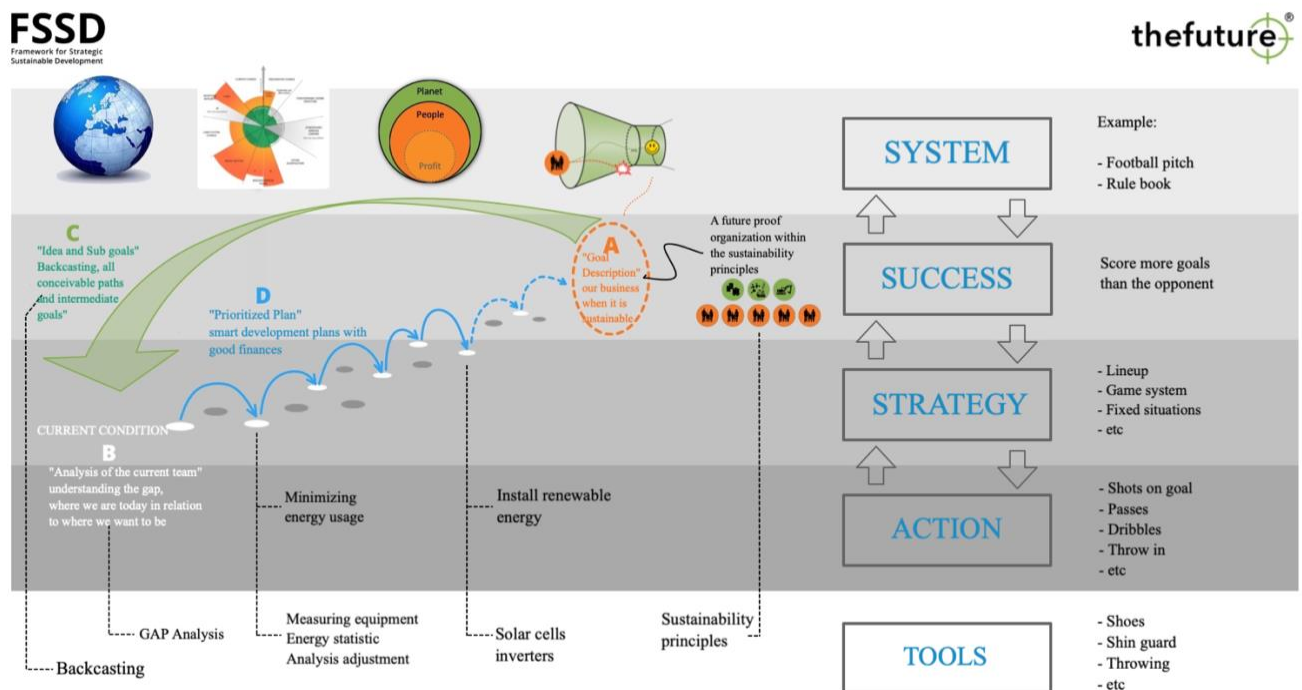 FSSD
Framework for Strategic
Sustainable Development
thefuture
®
Planet
People
Profit
SYSTEM
Example:
- Football pitch
- Rule book
C
"Idea and Sub goals"
Backcasting, all
conceivable paths
and intermediate
goals"
D
"Prioritized Plan"
smart development plans with
good finances
A
"Goal
Description"
our business
when it is
sustainable
A future proof
organization within
the sustainability
principles
SUCCESS
Score more goals
than the opponent
CURRENT CONDITION
B
"Analysis of the current team"
understanding the gap,
where we are today in relation
to where we want to be
STRATEGY
- Lineup
- Game system
- Fixed situations
- etc
Minimizing
energy usage
Install renewable
energy
ACTION
- Shots on goal
- Passes
- Dribbles
- Throw in
- etc
GAP Analysis
Backcasting
Measuring equipment
Energy statistic
Analysis adjustment
Solar cells
inverters
Sustainability
principles
TOOLS
- Shoes
- Shin guard
- Throwing
- etc